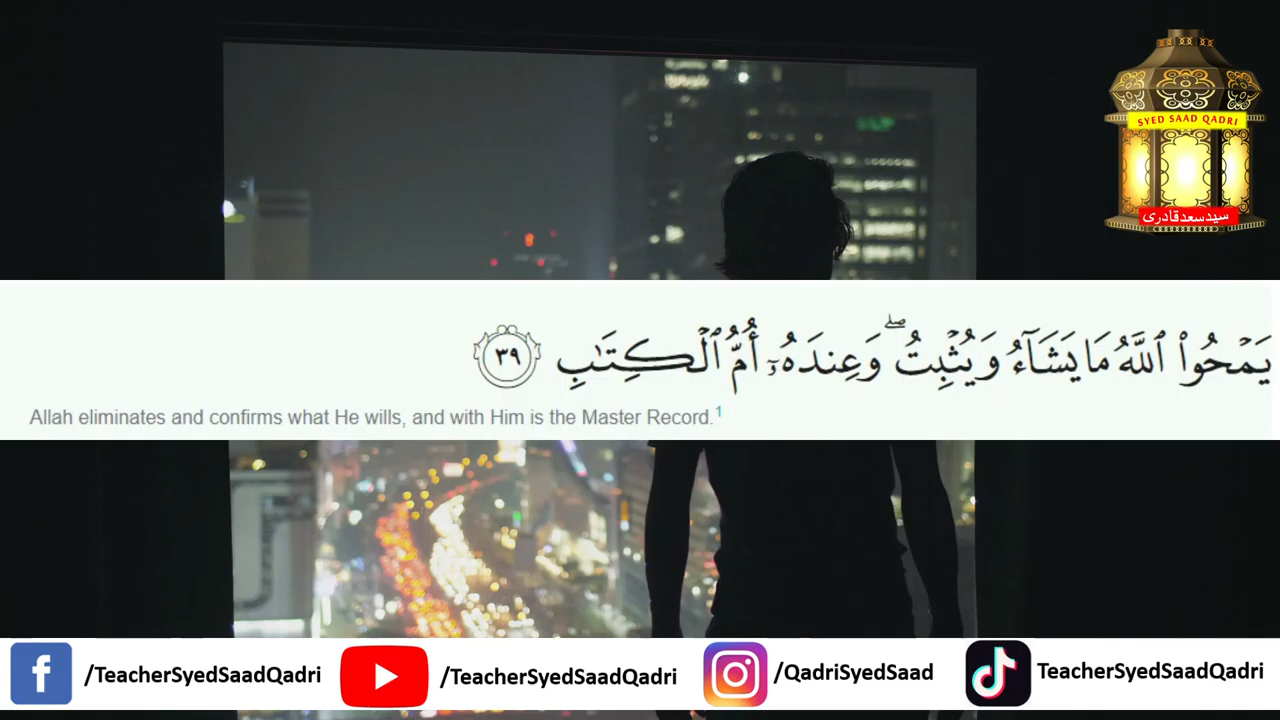 SYED SAAD QADRI
سید سعد قادری
يَمْحُوا۟ ٱللَّهُ مَا يَشَآءُ وَيُثْبِتُ ۖ وَعِندَهُۥٓ أُمُّ ٱلْكِتَـٰبِ ٣٩
Allah eliminates and confirms what He wills, and with Him is the Master Record.1
/TeacherSyedSaadQadri /TeacherSyedSaadQadri /QadriSyedSaad TeacherSyedSaadQadri